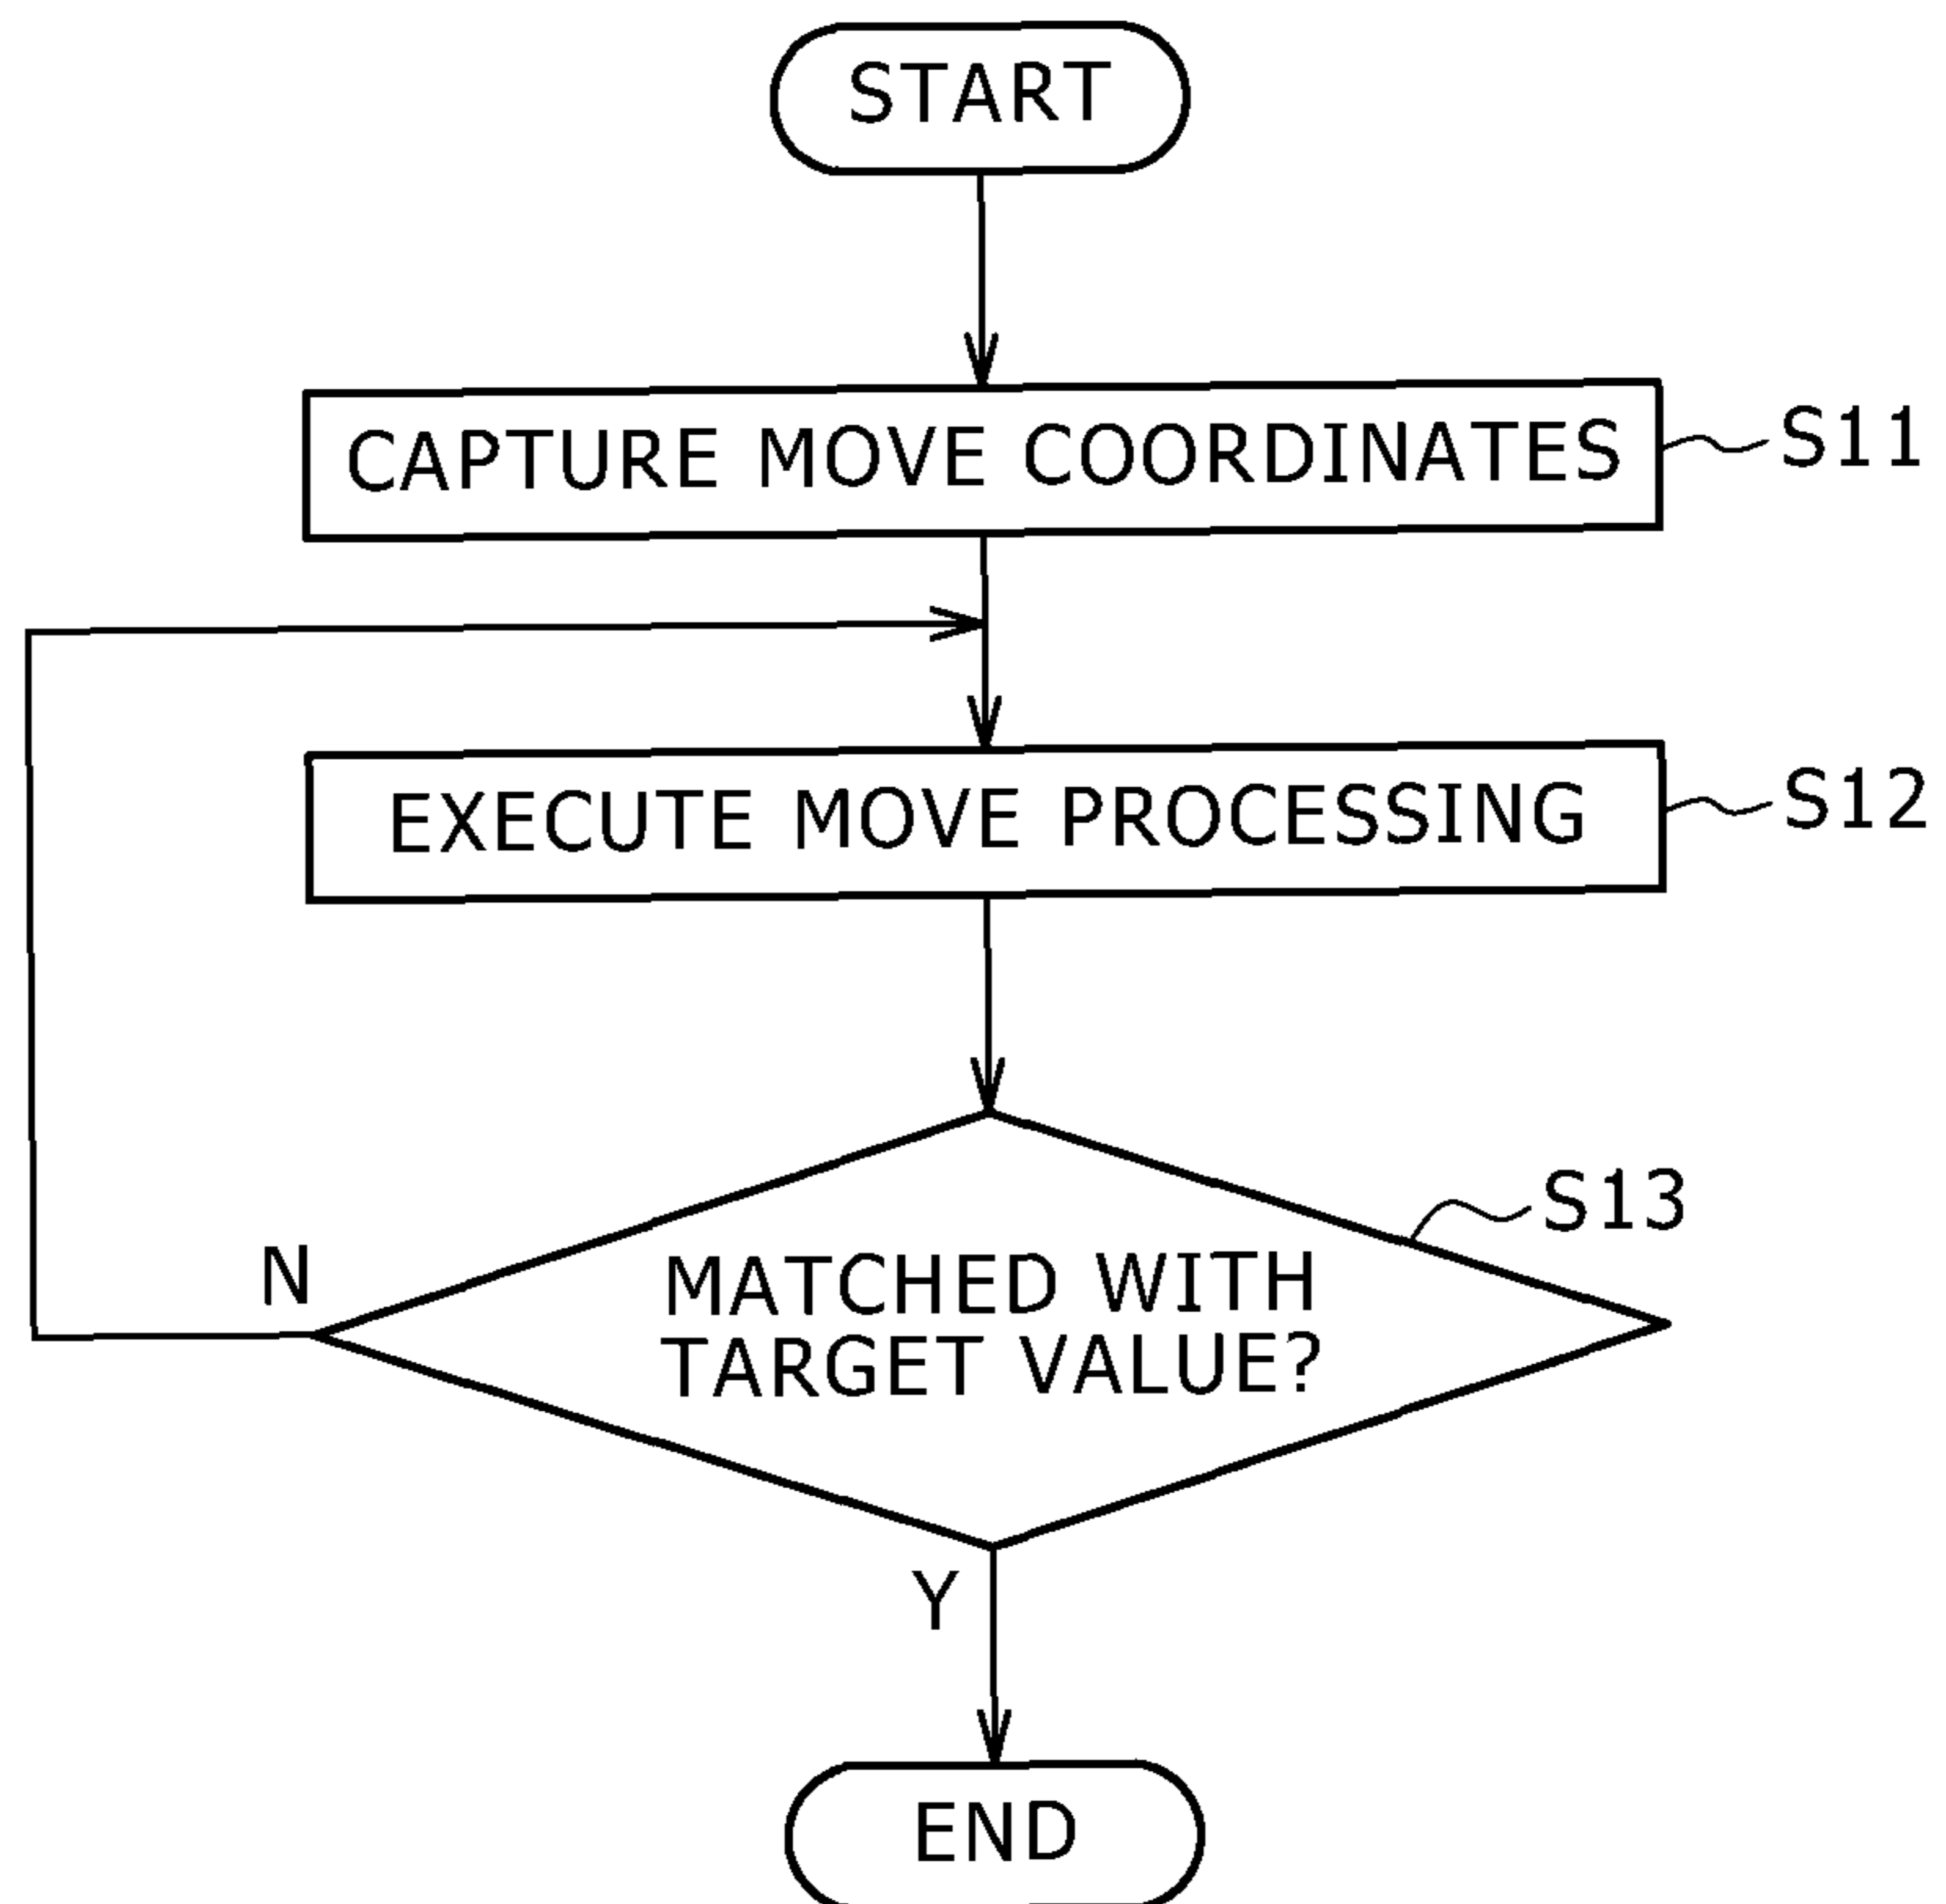 START
CAPTURE MOVE COORDINATES
S11
EXECUTE MOVE PROCESSING
S12
S13
N
MATCHED WITH
TARGET VALUE?
Y
END